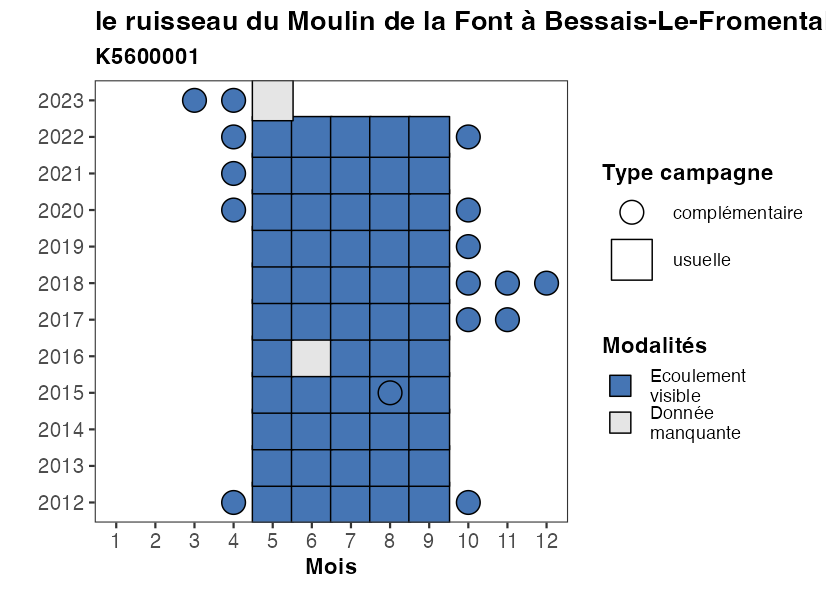 le ruisseau du Moulin de la Font à Bessais-Le-Fromental
K5600001
2023
2022
2021
2020
2019
2018
2017
2016
2015
2014
2013
2012
1 2 3 4 5 6 7 8 9 10 11 12
Mois
Type campagne
complémentaire
usuelle
Modalités
Ecoulement
visible
Donnée
manquante